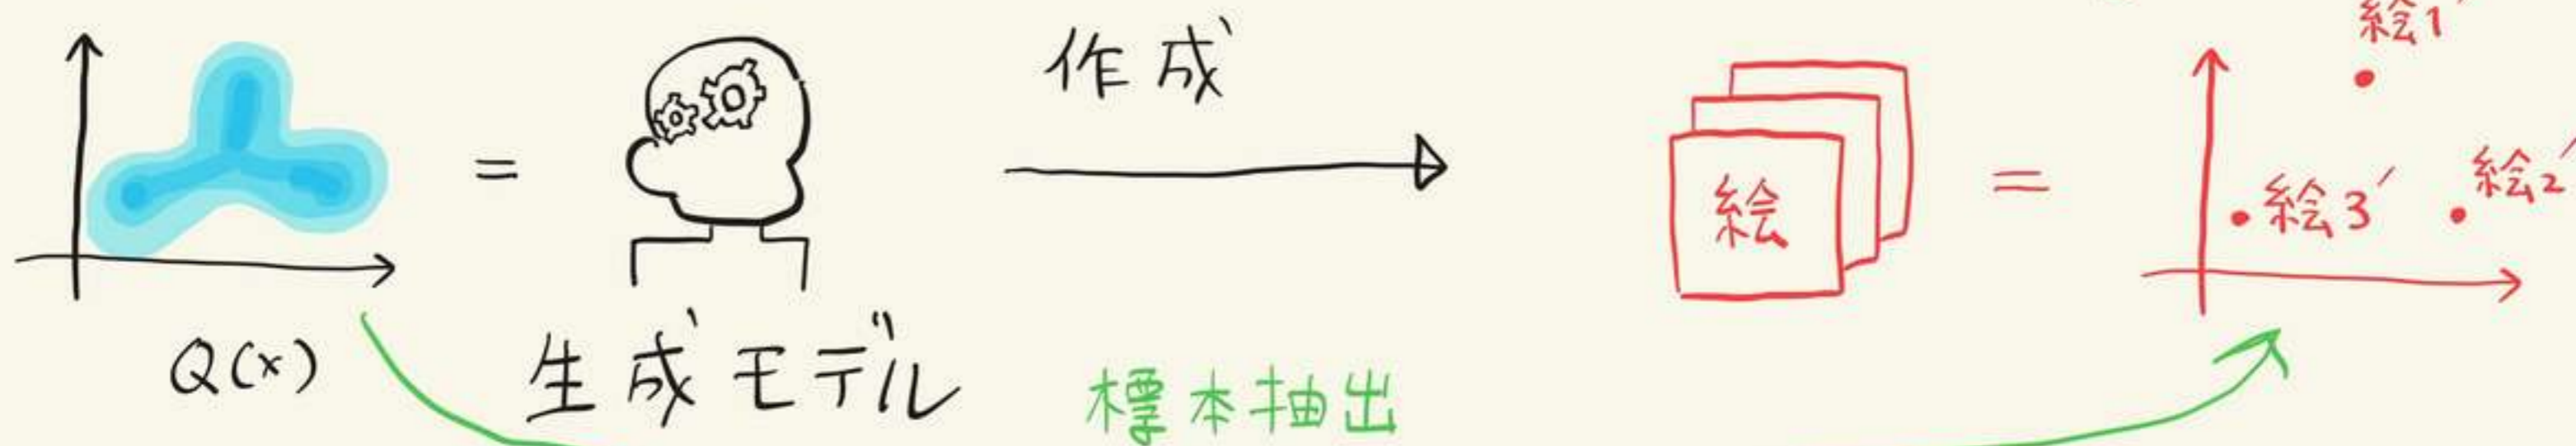 作成
絵1′
=
絵
=
絵3′
絵2′
Q(x)
生成モデル
標本抽出